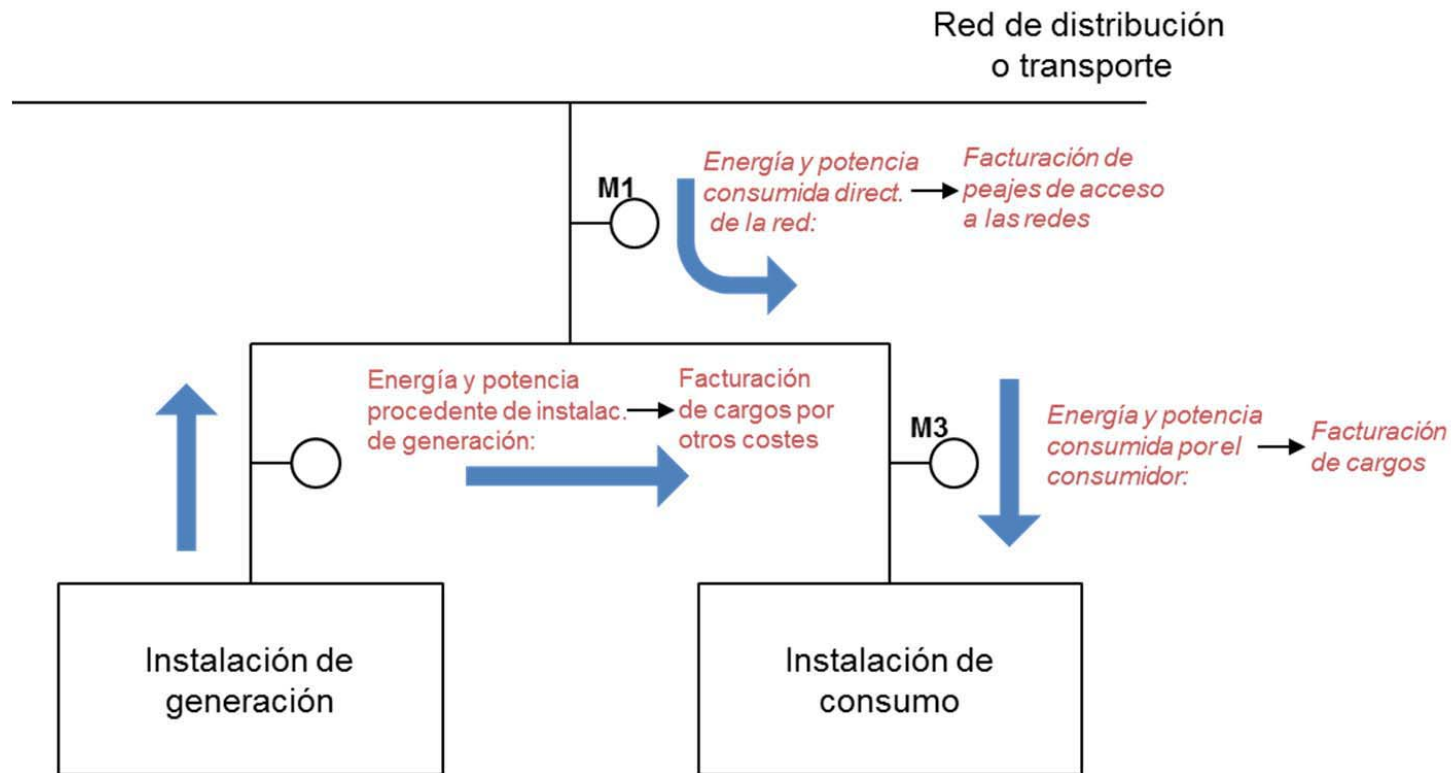 Red de distribución
o transporte
M1
Energía y potencia
consumida direct.
de la red:
Facturación de
peajes de acceso
a las redes
Energía y potencia
procedente de instalac.
de generación:
Facturación
de cargos por
otros costes
M3
Energía y potencia
consumida por el
consumidor:
Facturación
de cargos
Instalación de
generación
Instalación de
consumo